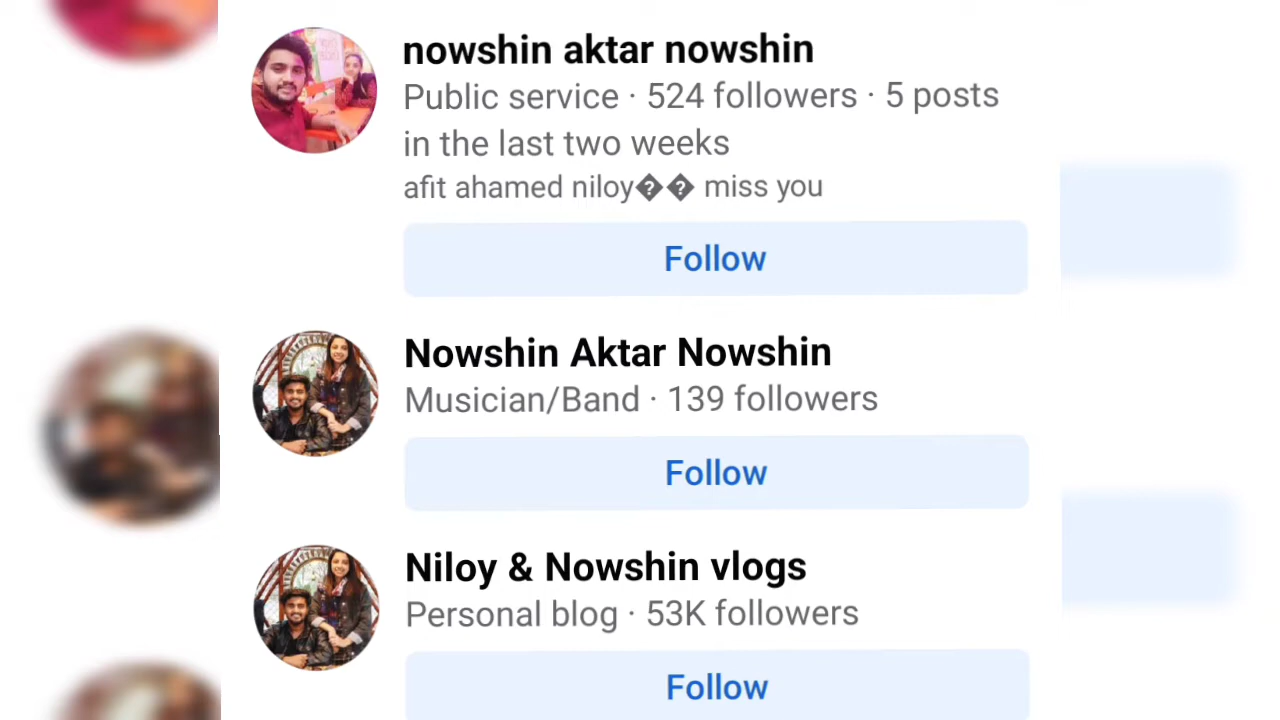 nowshin aktar nowshin
Public service · 524 followers · 5 posts
in the last two weeks
afit ahamed niloy�� miss you
Follow
Nowshin Aktar Nowshin
Musician/Band · 139 followers
Follow
Niloy & Nowshin vlogs
Personal blog · 53K followers
Follow